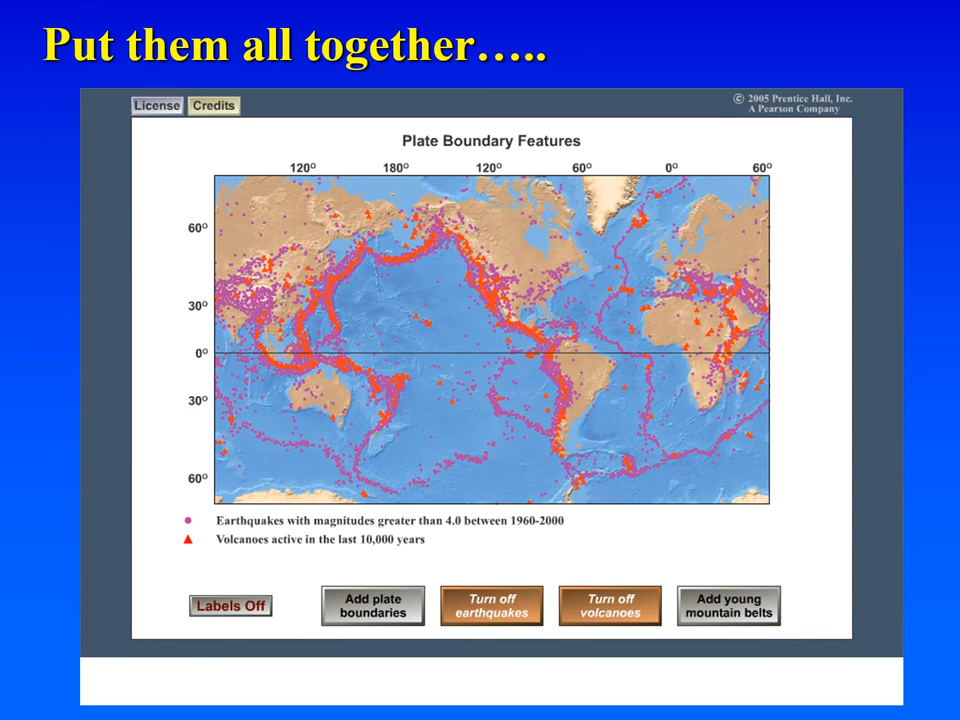 Put them all together.....
License Credits
© 2005 Prentice Hall, Inc.
A Pearson Company
Plate Boundary Features
120° 180° 120° 60° 0° 60°
60°
30°
0°
30°
60°
Earthquakes with magnitudes greater than 4.0 between 1960-2000
Volcanoes active in the last 10,000 years
Labels Off
Add plate
boundaries
Turn off
earthquakes
Turn off
volcanoes
Add young
mountain belts